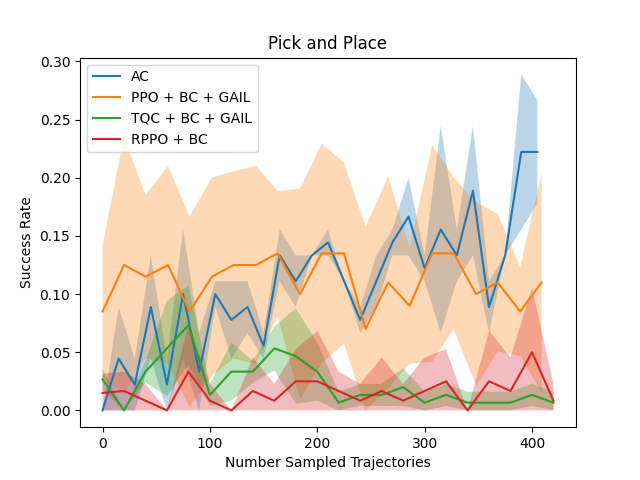 Pick and Place
AC
PPO + BC + GAIL
TQC + BC + GAIL
RPPO + BC
Success Rate
0.30
0.25
0.20
0.15
0.10
0.05
0.00
0 100 200 300 400
Number Sampled Trajectories